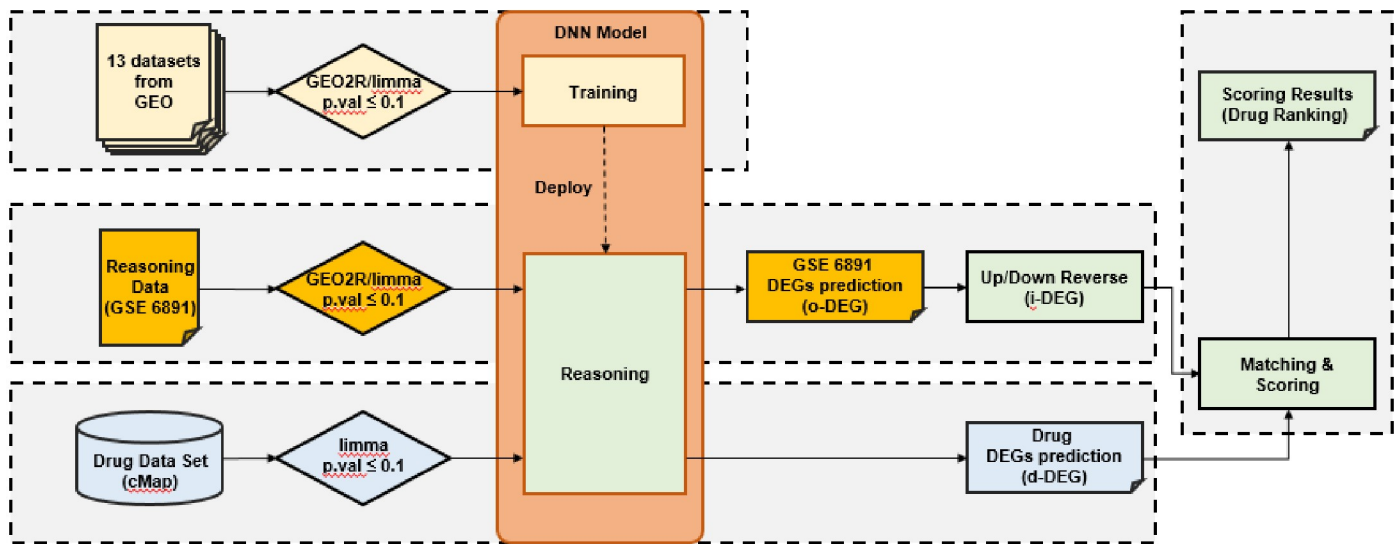 13 datasets
from
GEO
GEO2R/limma
p.val ≤ 0.1
DNN Model
Training
Deploy
Scoring Results
(Drug Ranking)
Reasoning
Data
(GSE 6891)
GEO2R/limma
p.val ≤ 0.1
Reasoning
GSE 6891
DEGs prediction
(o-DEG)
Up/Down Reverse
(i-DEG)
Matching &
Scoring
Drug Data Set
(cMap)
limma
p.val ≤ 0.1
Drug
DEGs prediction
(d-DEG)